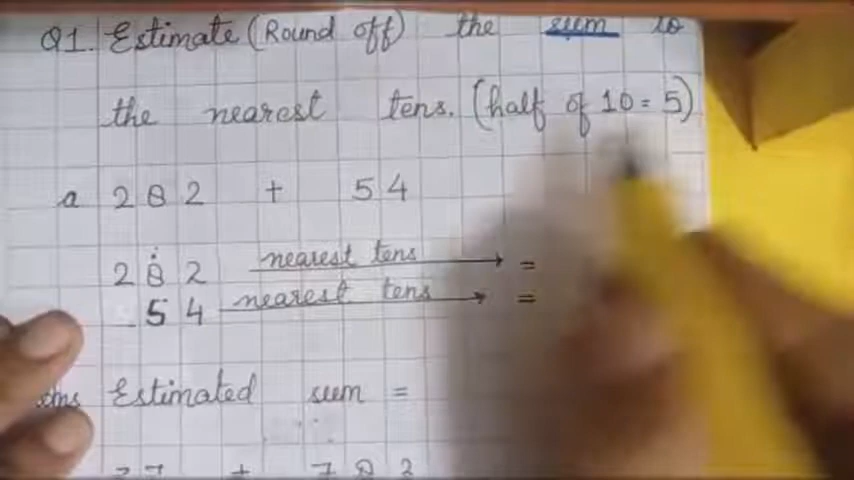 Q1. Estimate (Round off) the sum to
the nearest tens. (half of 10 = 5)
a 282 + 54
282 nearest tens → =
54 nearest tens → =
Ans Estimated sum =